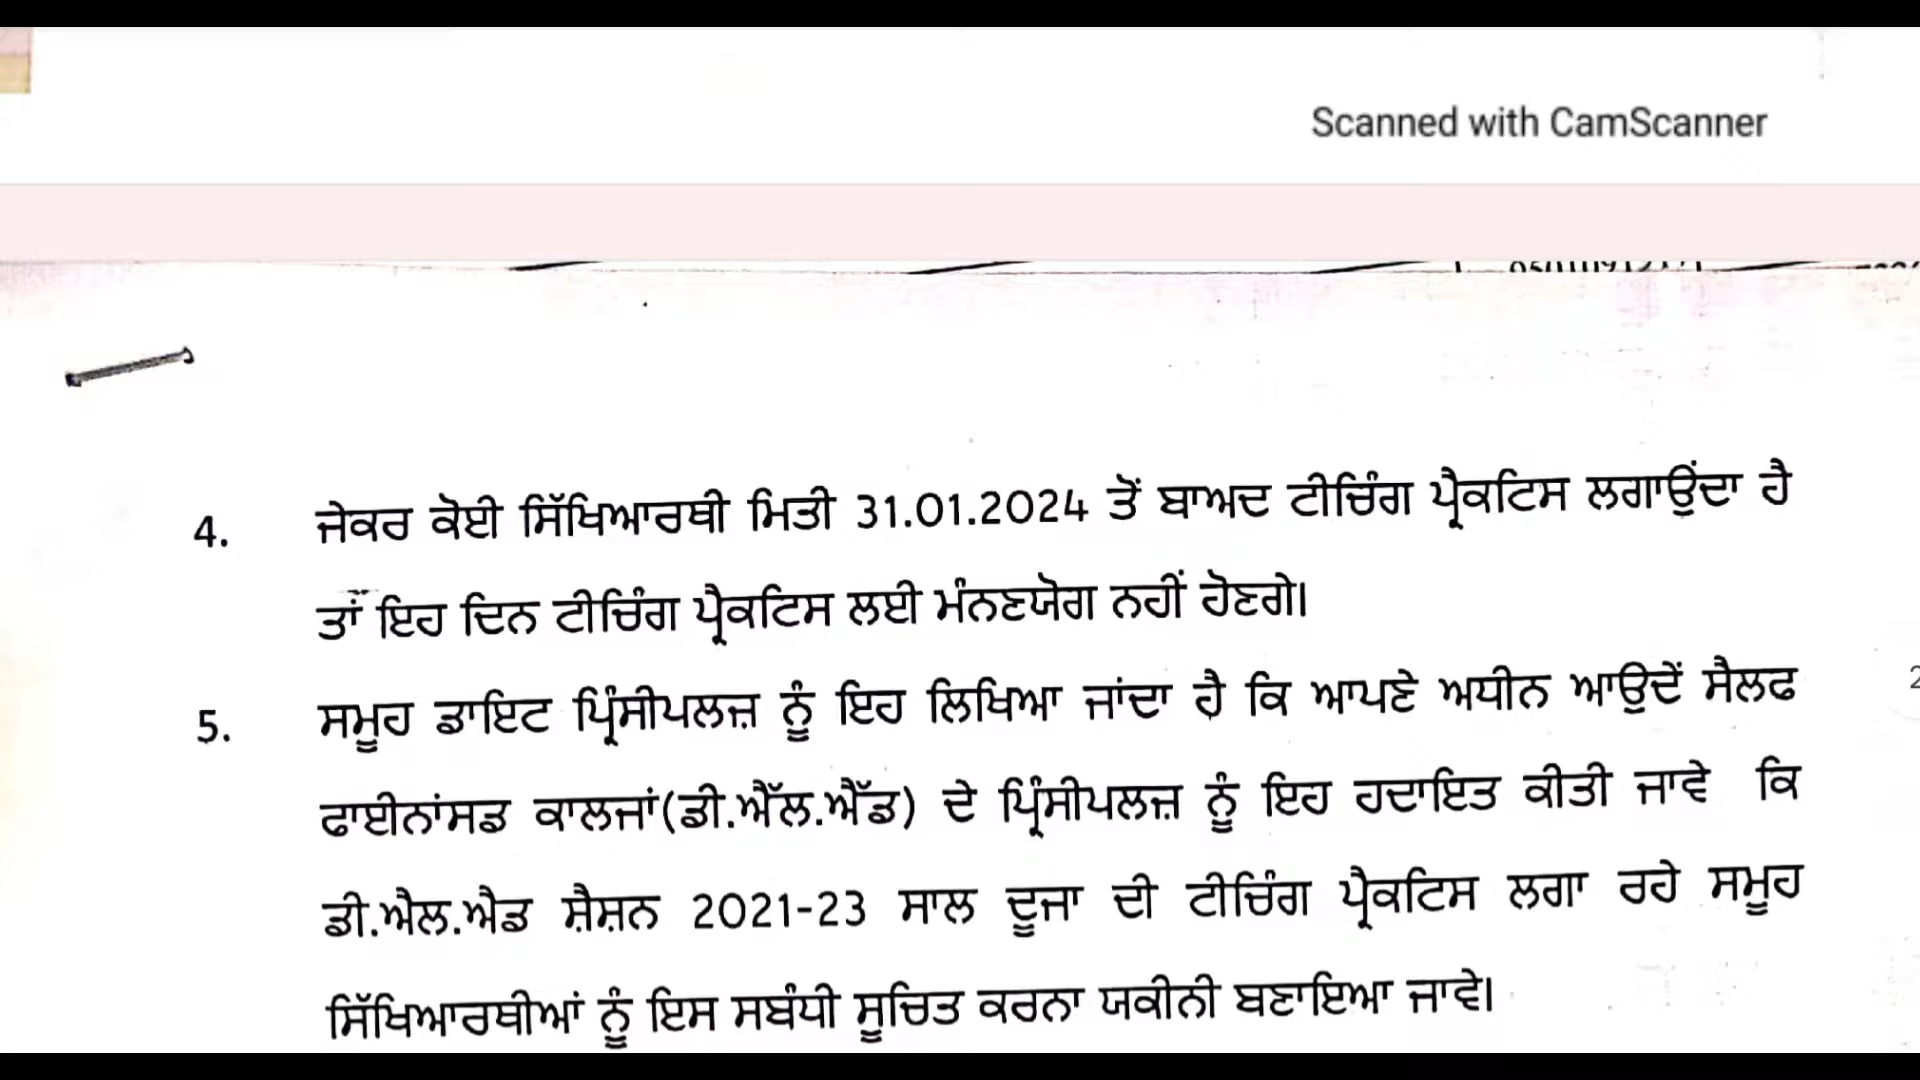 Scanned with CamScanner
4. ਜੇਕਰ ਕੋਈ ਸਿੱਖਿਆਰਥੀ ਮਿਤੀ 31.01.2024 ਤੋਂ ਬਾਅਦ ਟੀਚਿੰਗ ਪ੍ਰੈਕਟਿਸ ਲਗਾਉਂਦਾ ਹੈ
ਤਾਂ ਇਹ ਦਿਨ ਟੀਚਿੰਗ ਪ੍ਰੈਕਟਿਸ ਲਈ ਮੰਨਣਯੋਗ ਨਹੀਂ ਹੋਣਗੇ।
5. ਸਮੂਹ ਡਾਇਟ ਪ੍ਰਿੰਸੀਪਲਜ਼ ਨੂੰ ਇਹ ਲਿਖਿਆ ਜਾਂਦਾ ਹੈ ਕਿ ਆਪਣੇ ਅਧੀਨ ਆਉਦੇਂ ਸੈਲਫ
ਫਾਈਨਾਂਸਡ ਕਾਲਜਾਂ(ਡੀ.ਐੱਲ.ਐੱਡ) ਦੇ ਪ੍ਰਿੰਸੀਪਲਜ਼ ਨੂੰ ਇਹ ਹਦਾਇਤ ਕੀਤੀ ਜਾਵੇ ਕਿ
ਡੀ.ਐਲ.ਐਡ ਸ਼ੈਸ਼ਨ 2021-23 ਸਾਲ ਦੂਜਾ ਦੀ ਟੀਚਿੰਗ ਪ੍ਰੈਕਟਿਸ ਲਗਾ ਰਹੇ ਸਮੂਹ
ਸਿੱਖਿਆਰਥੀਆਂ ਨੂੰ ਇਸ ਸਬੰਧੀ ਸੂਚਿਤ ਕਰਨਾ ਯਕੀਨੀ ਬਣਾਇਆ ਜਾਵੇ।